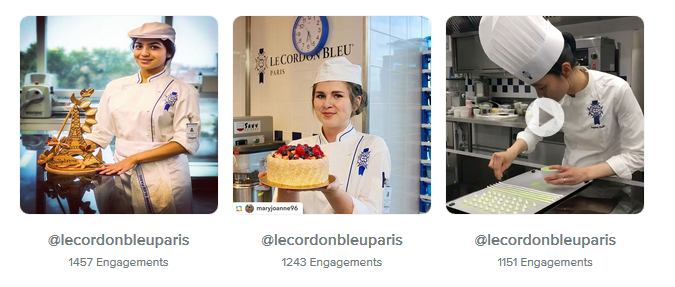 LE CORDON BLEU
PARIS
maryjoanne96
@lecordonbleuparis
1457 Engagements
@lecordonbleuparis
1243 Engagements
@lecordonbleuparis
1151 Engagements